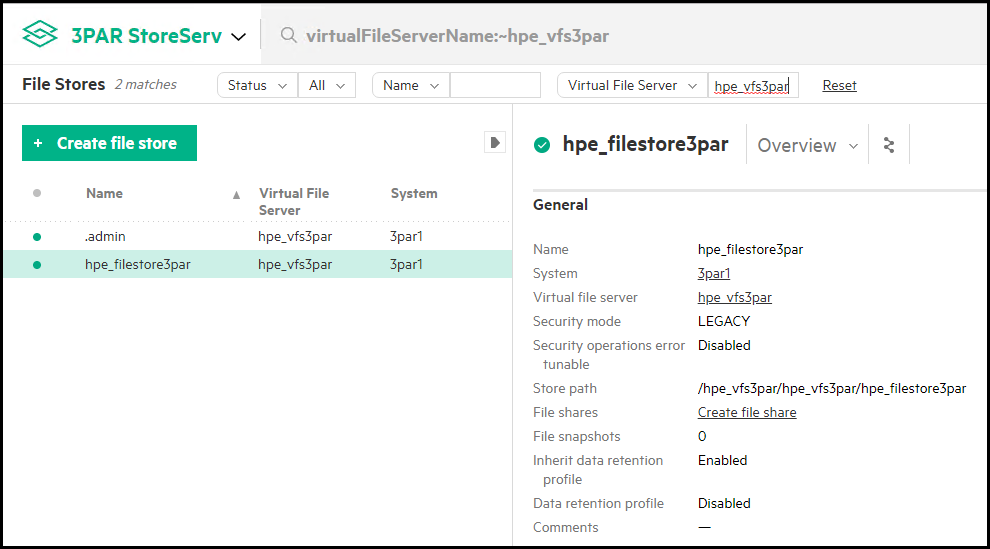 3PAR StoreServ
virtualFileServerName:~hpe_vfs3par
File Stores 2 matches Status All Name Virtual File Server hpe_vfs3par Reset
+ Create file store
Name Virtual File Server System
.admin hpe_vfs3par 3par1
hpe_filestore3par hpe_vfs3par 3par1
hpe_filestore3par Overview
General
Name hpe_filestore3par
System 3par1
Virtual file server hpe_vfs3par
Security mode LEGACY
Security operations error tunable Disabled
Store path /hpe_vfs3par/hpe_vfs3par/hpe_filestore3par
File shares Create file share
File snapshots 0
Inherit data retention profile Enabled
Data retention profile Disabled
Comments —